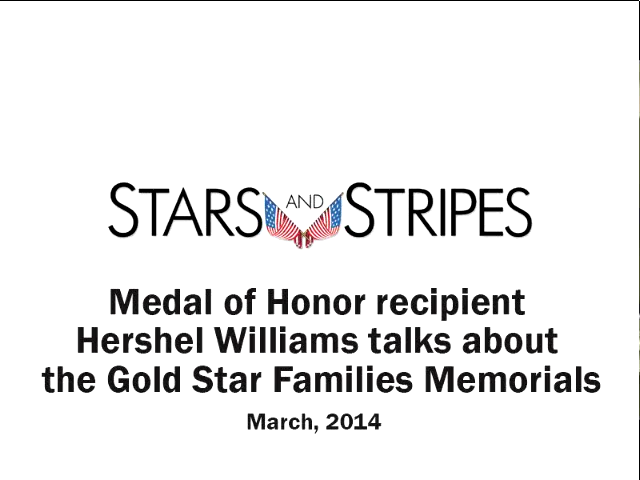 STARS AND STRIPES
Medal of Honor recipient
Hershel Williams talks about
the Gold Star Families Memorials
March, 2014